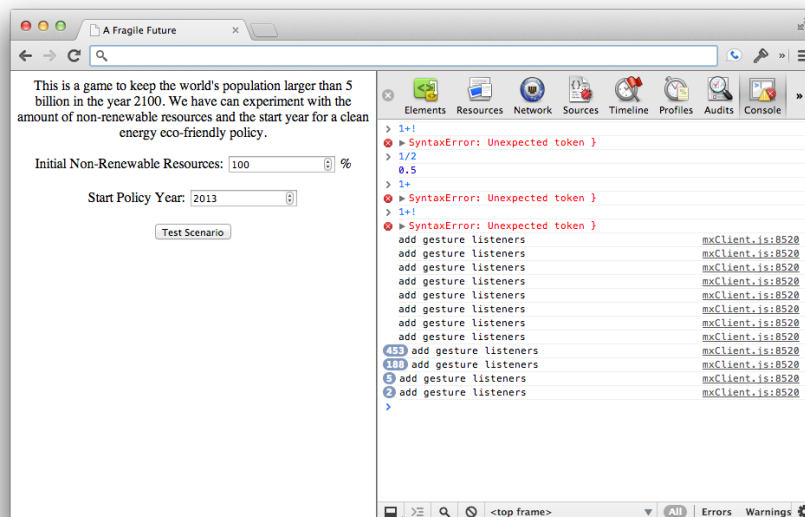 A Fragile Future
This is a game to keep the world's population larger than 5
billion in the year 2100. We have can experiment with the
amount of non-renewable resources and the start year for a clean
energy eco-friendly policy.
Initial Non-Renewable Resources: 100 %
Start Policy Year: 2013
Test Scenario
Elements Resources Network Sources Timeline Profiles Audits Console »
> 1+!
SyntaxError: Unexpected token }
> 1/2
0.5
> 1+
SyntaxError: Unexpected token }
> 1+!
SyntaxError: Unexpected token }
add gesture listeners mxClient.js:8520
add gesture listeners mxClient.js:8520
add gesture listeners mxClient.js:8520
add gesture listeners mxClient.js:8520
add gesture listeners mxClient.js:8520
add gesture listeners mxClient.js:8520
add gesture listeners mxClient.js:8520
add gesture listeners mxClient.js:8520
453 add gesture listeners mxClient.js:8520
188 add gesture listeners mxClient.js:8520
5 add gesture listeners mxClient.js:8520
2 add gesture listeners mxClient.js:8520
>
<top frame> All Errors Warnings